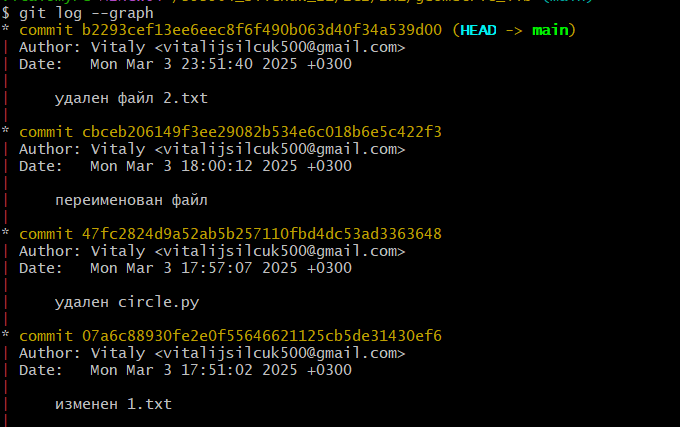 $ git log --graph
* commit b2293cef13ee6eec8f6f490b063d40f34a539d00 (HEAD -> main)
| Author: Vitaly <vitalijsilcuk500@gmail.com>
| Date:   Mon Mar 3 23:51:40 2025 +0300
|
|     удален файл 2.txt
|
* commit cbceb206149f3ee29082b534e6c018b6e5c422f3
| Author: Vitaly <vitalijsilcuk500@gmail.com>
| Date:   Mon Mar 3 18:00:12 2025 +0300
|
|     переименован файл
|
* commit 47fc2824d9a52ab5b257110fbd4dc53ad3363648
| Author: Vitaly <vitalijsilcuk500@gmail.com>
| Date:   Mon Mar 3 17:57:07 2025 +0300
|
|     удален circle.py
|
* commit 07a6c88930fe2e0f55646621125cb5de31430ef6
| Author: Vitaly <vitalijsilcuk500@gmail.com>
| Date:   Mon Mar 3 17:51:02 2025 +0300
|
|     изменен 1.txt
|